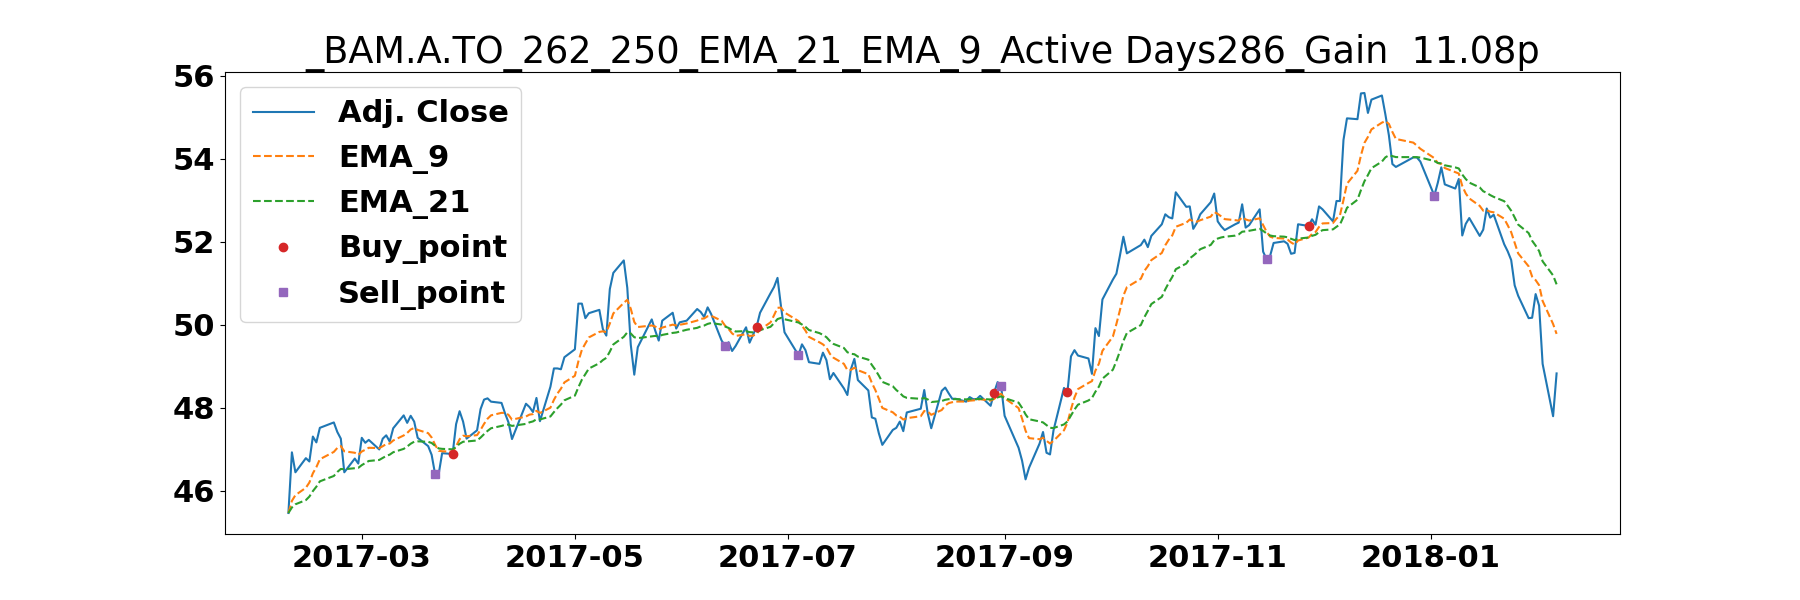 _BAM.A.TO_262_250_EMA_21_EMA_9_Active Days286_Gain  11.08p
56
54
52
50
48
46
Adj. Close
EMA_9
EMA_21
Buy_point
Sell_point
2017-03 2017-05 2017-07 2017-09 2017-11 2018-01